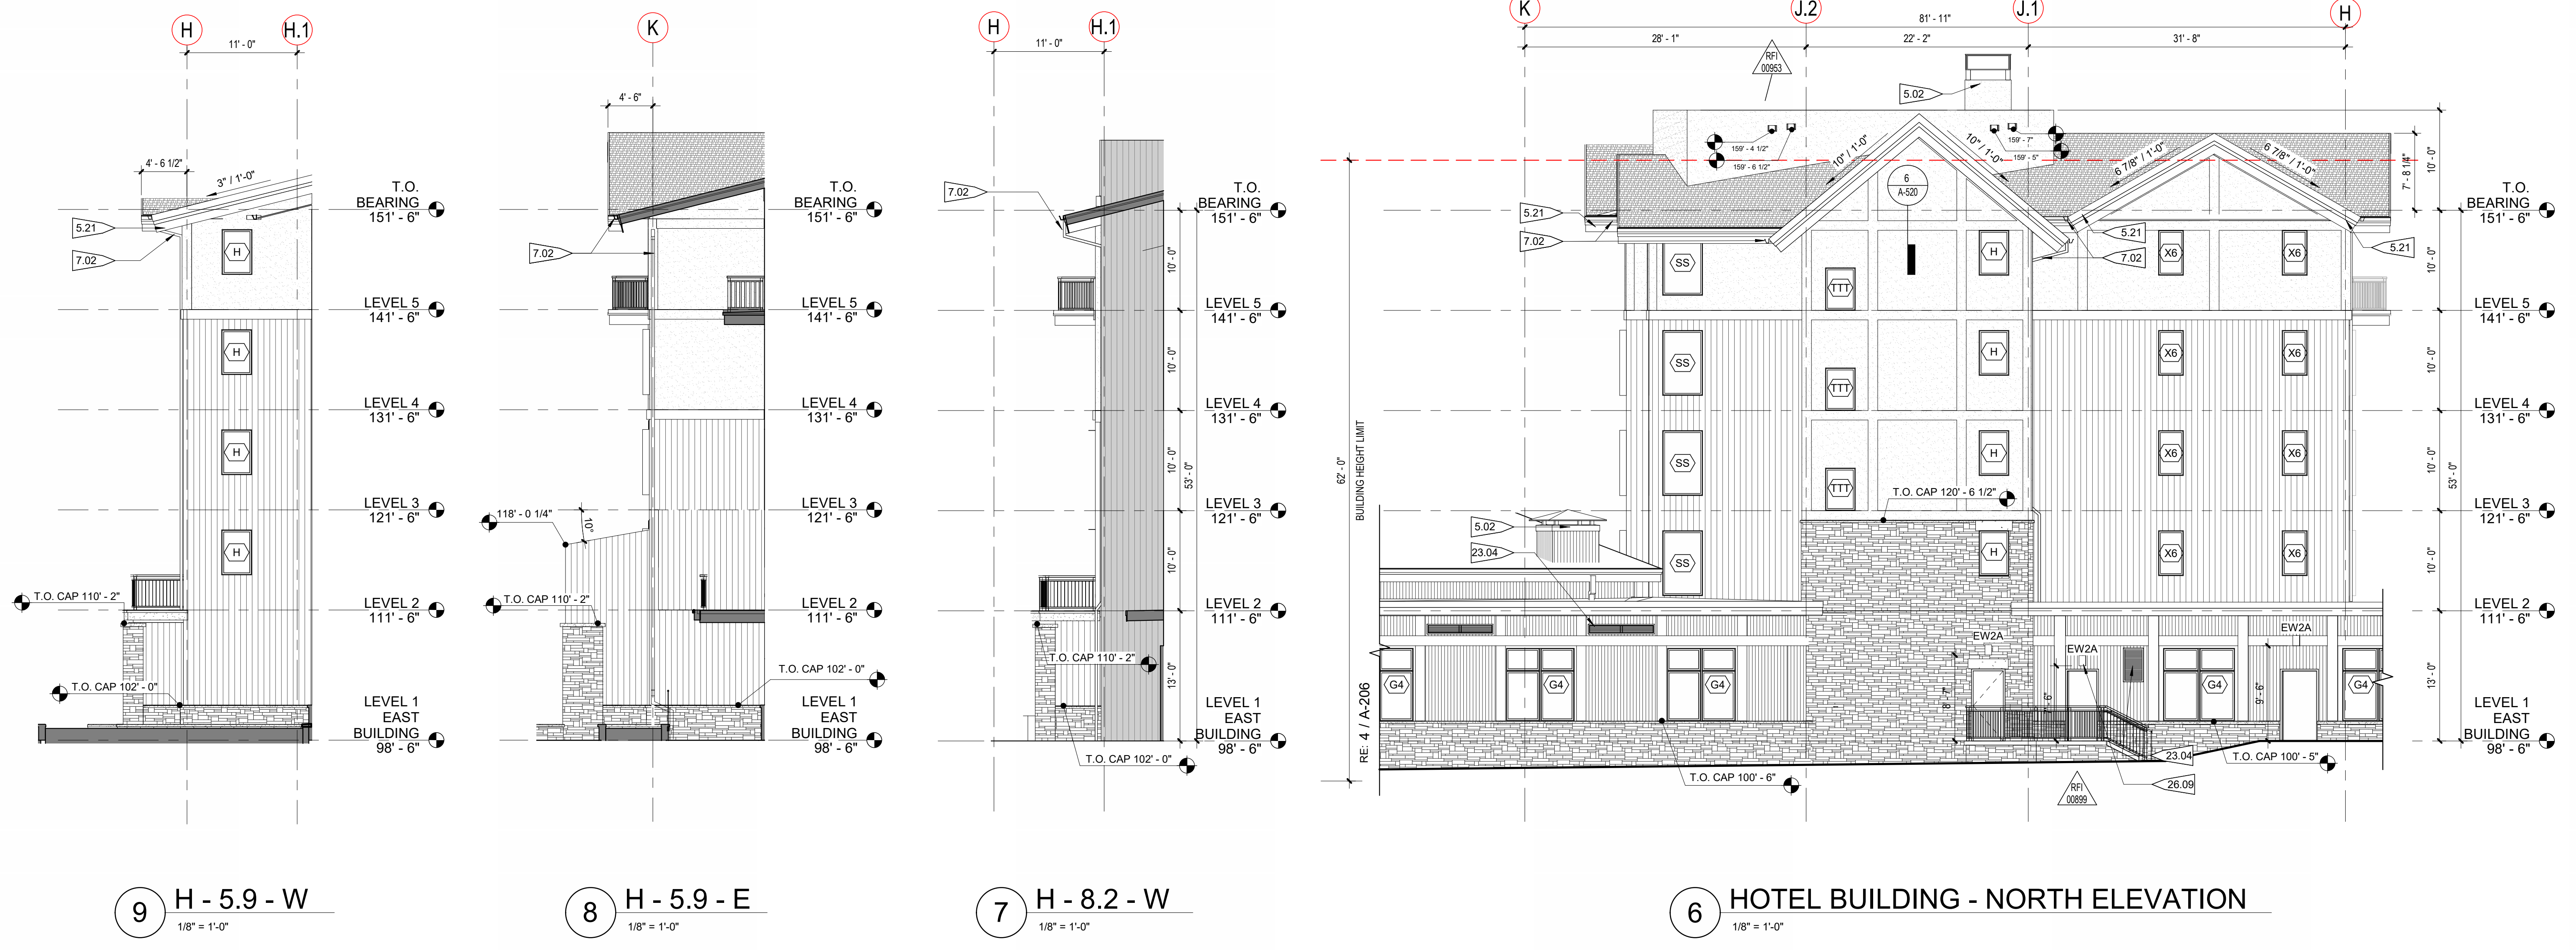 H
H.1
11' - 0"
4' - 6 1/2"
3" / 1'-0"
5.21
7.02
H
H
H
H
T.O.
BEARING
151' - 6"
LEVEL 5
141' - 6"
LEVEL 4
131' - 6"
LEVEL 3
121' - 6"
LEVEL 2
111' - 6"
LEVEL 1
EAST
BUILDING
98' - 6"
T.O. CAP 110' - 2"
T.O. CAP 102' - 0"
9
H - 5.9 - W
1/8" = 1'-0"
K
4' - 6"
7.02
118' - 0 1/4"
10°
T.O. CAP 110' - 2"
T.O. CAP 102' - 0"
T.O.
BEARING
151' - 6"
LEVEL 5
141' - 6"
LEVEL 4
131' - 6"
LEVEL 3
121' - 6"
LEVEL 2
111' - 6"
LEVEL 1
EAST
BUILDING
98' - 6"
8
H - 5.9 - E
1/8" = 1'-0"
H
H.1
11' - 0"
7.02
10' - 0"
10' - 0"
10' - 0"
10' - 0"
13' - 0"
53' - 0"
T.O. CAP 110' - 2"
T.O. CAP 102' - 0"
T.O.
BEARING
151' - 6"
LEVEL 5
141' - 6"
LEVEL 4
131' - 6"
LEVEL 3
121' - 6"
LEVEL 2
111' - 6"
LEVEL 1
EAST
BUILDING
98' - 6"
7
H - 8.2 - W
1/8" = 1'-0"
K
J.2
J.1
H
81' - 11"
28' - 1"
22' - 2"
31' - 8"
RFI
00953
5.02
159' - 4 1/2"
159' - 6 1/2"
159' - 7"
159' - 5"
10" / 1'-0"
10" / 1'-0"
6 7/8" / 1'-0"
6 7/8" / 1'-0"
6
A-520
7' - 8 1/4"
10' - 0"
5.21
7.02
5.21
7.02
5.21
SS
TTT
H
X6
X6
SS
TTT
H
X6
X6
SS
TTT
H
X6
X6
SS
H
X6
X6
T.O. CAP 120' - 6 1/2"
5.02
23.04
62' - 0"
BUILDING HEIGHT LIMIT
RE: 4 / A-206
EW2A
EW2A
EW2A
G4
G4
G4
G4
G4
8' - 7"
9' - 6"
23.04
26.09
RFI
00899
T.O. CAP 100' - 6"
T.O. CAP 100' - 5"
10' - 0"
10' - 0"
10' - 0"
10' - 0"
13' - 0"
53' - 0"
T.O.
BEARING
151' - 6"
LEVEL 5
141' - 6"
LEVEL 4
131' - 6"
LEVEL 3
121' - 6"
LEVEL 2
111' - 6"
LEVEL 1
EAST
BUILDING
98' - 6"
6
HOTEL BUILDING - NORTH ELEVATION
1/8" = 1'-0"